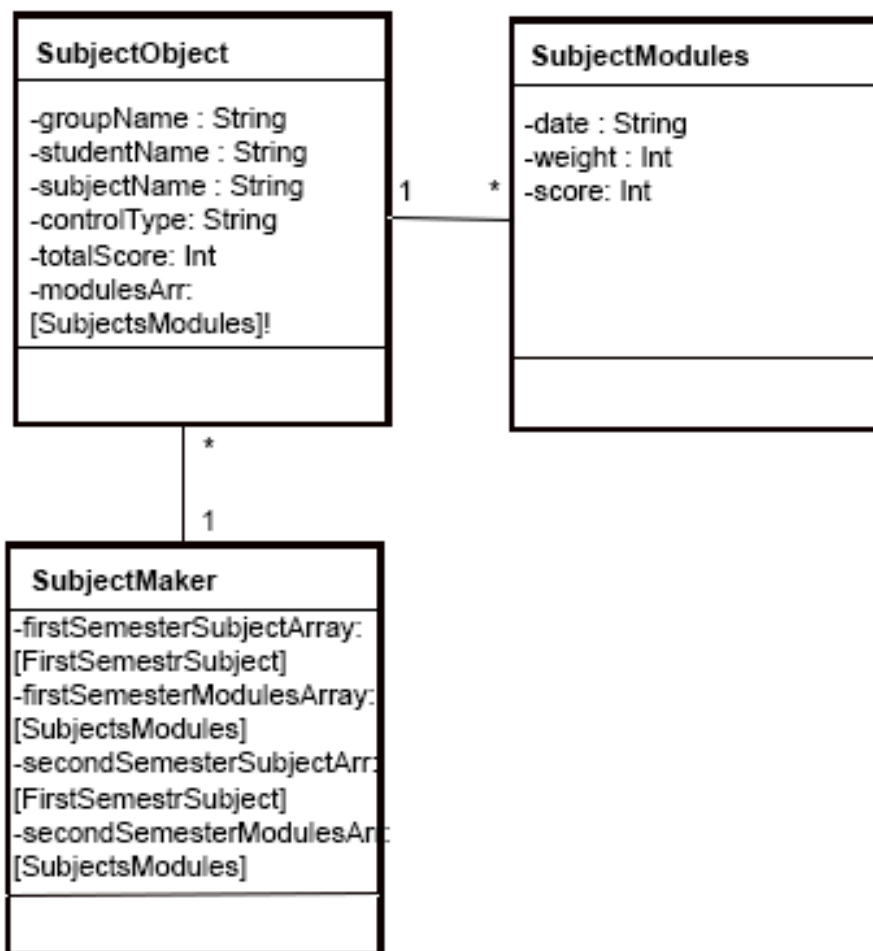 SubjectObject
-groupName : String
-studentName : String
-subjectName : String
-controlType: String
-totalScore: Int
-modulesArr:
[SubjectsModules]!
1
*
SubjectModules
-date : String
-weight : Int
-score: Int
*
1
SubjectMaker
-firstSemesterSubjectArray:
[FirstSemestrSubject]
-firstSemesterModulesArray:
[SubjectsModules]
-secondSemesterSubjectArr:
[FirstSemestrSubject]
-secondSemesterModulesArr:
[SubjectsModules]